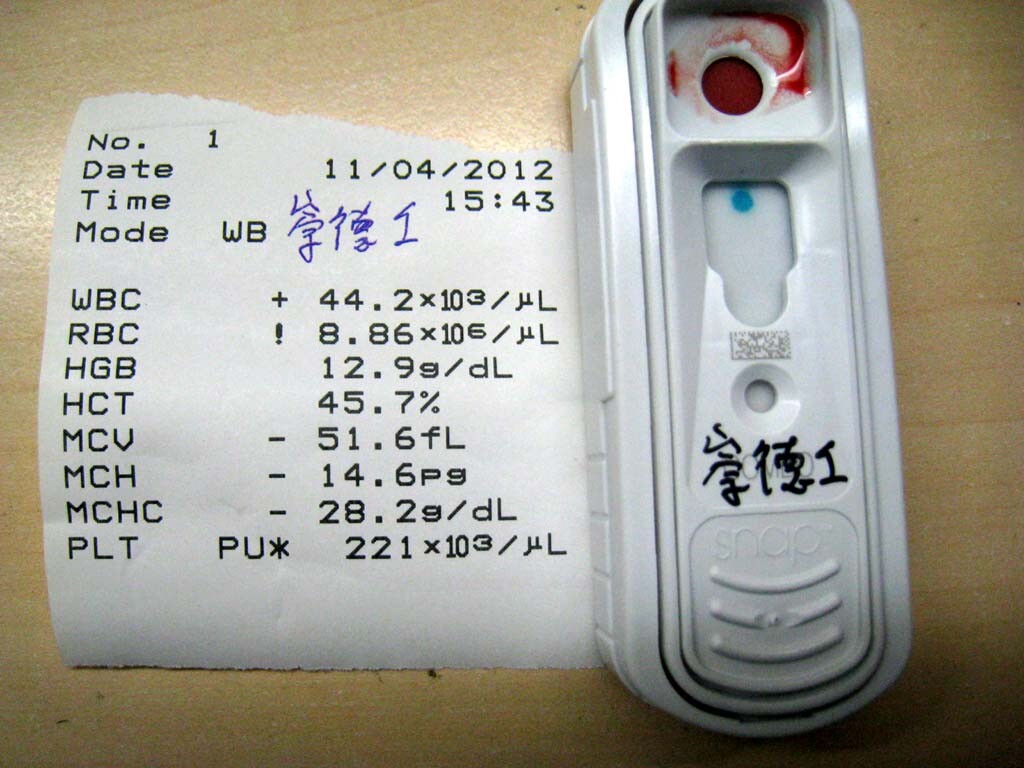 No. 1
Date 11/04/2012
Time 15:43
Mode WB 崇德工
WBC + 44.2×10³/μL
RBC ! 8.86×10⁶/μL
HGB 12.9g/dL
HCT 45.7%
MCV - 51.6fL
MCH - 14.6pg
MCHC - 28.2g/dL
PLT PU* 221×10³/μL
崇德工
snap